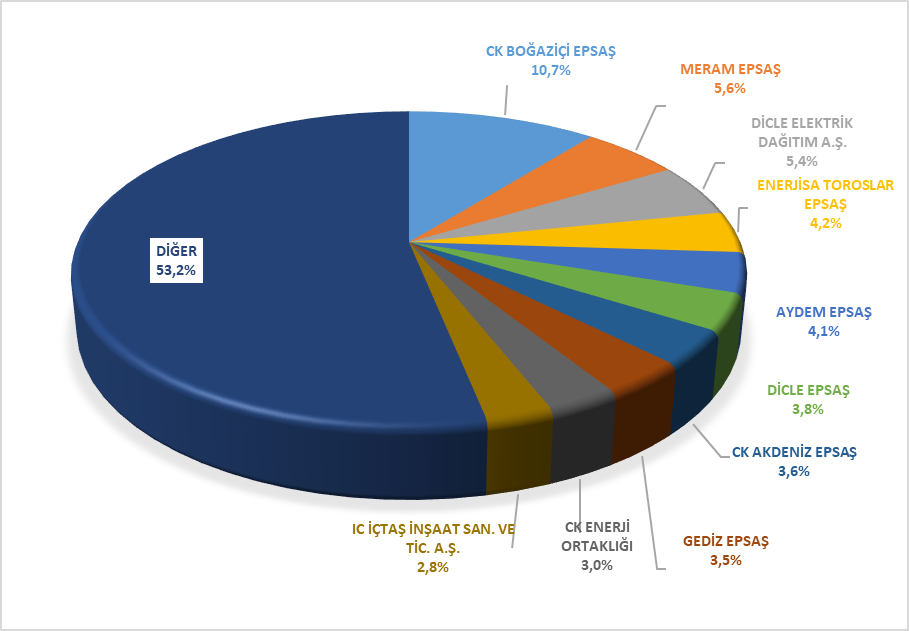 CK BOĞAZİÇİ EPSAŞ
10,7%
MERAM EPSAŞ
5,6%
DİCLE ELEKTRİK
DAĞITIM A.Ş.
5,4%
ENERJİSA TOROSLAR
EPSAŞ
4,2%
AYDEM EPSAŞ
4,1%
DİCLE EPSAŞ
3,8%
CK AKDENİZ EPSAŞ
3,6%
GEDİZ EPSAŞ
3,5%
CK ENERJİ
ORTAKLIĞI
3,0%
IC İÇTAŞ İNŞAAT SAN. VE
TİC. A.Ş.
2,8%
DİĞER
53,2%